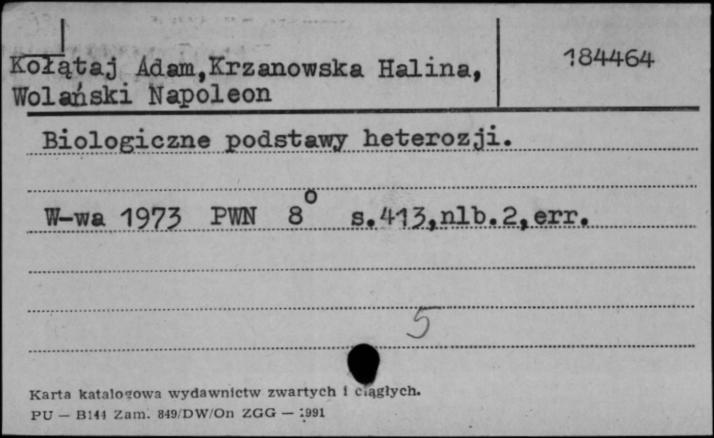 184464
Kołątaj Adam,Krzanowska Halina,
Wolański Napoleon
Biologiczne podstawy heterozji.
W-wa 1973 PWN 8° s.413,nlb.2,err.
5
Karta katalogowa wydawnictw zwartych i ciągłych.
PU — B144 Zam. 849/DW/On ZGG — 1991